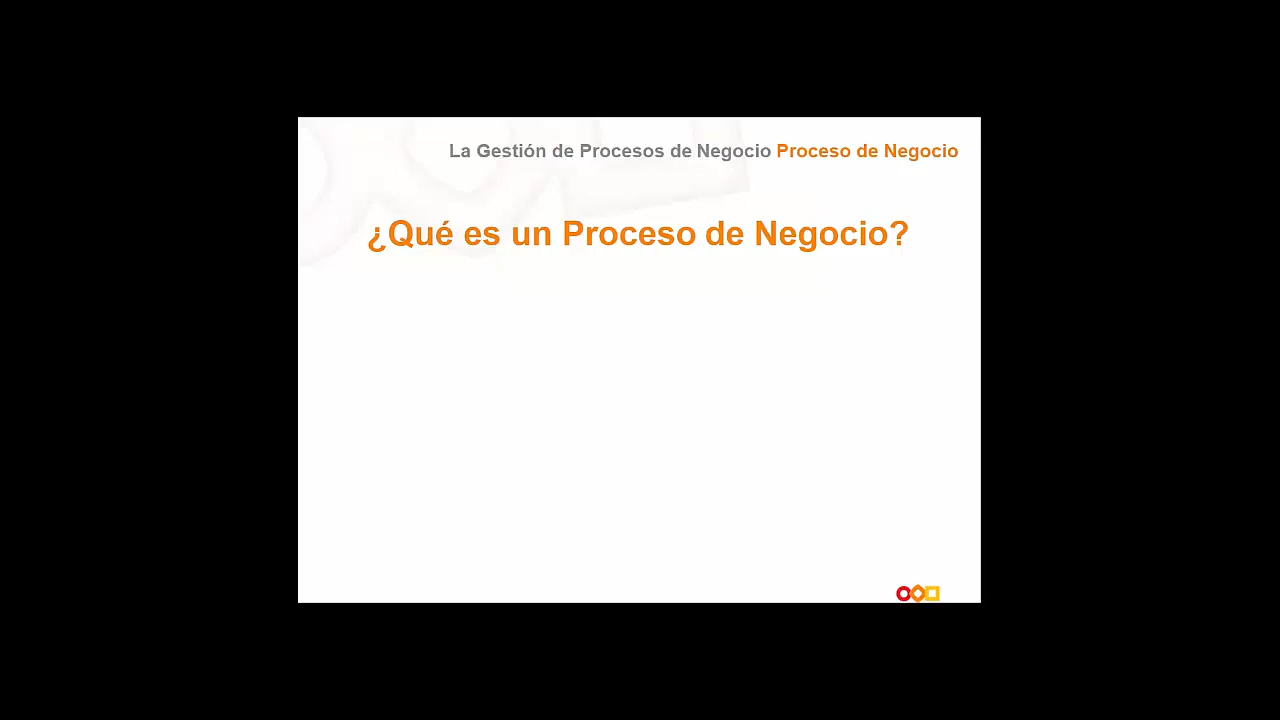 La Gestión de Procesos de Negocio Proceso de Negocio
¿Qué es un Proceso de Negocio?